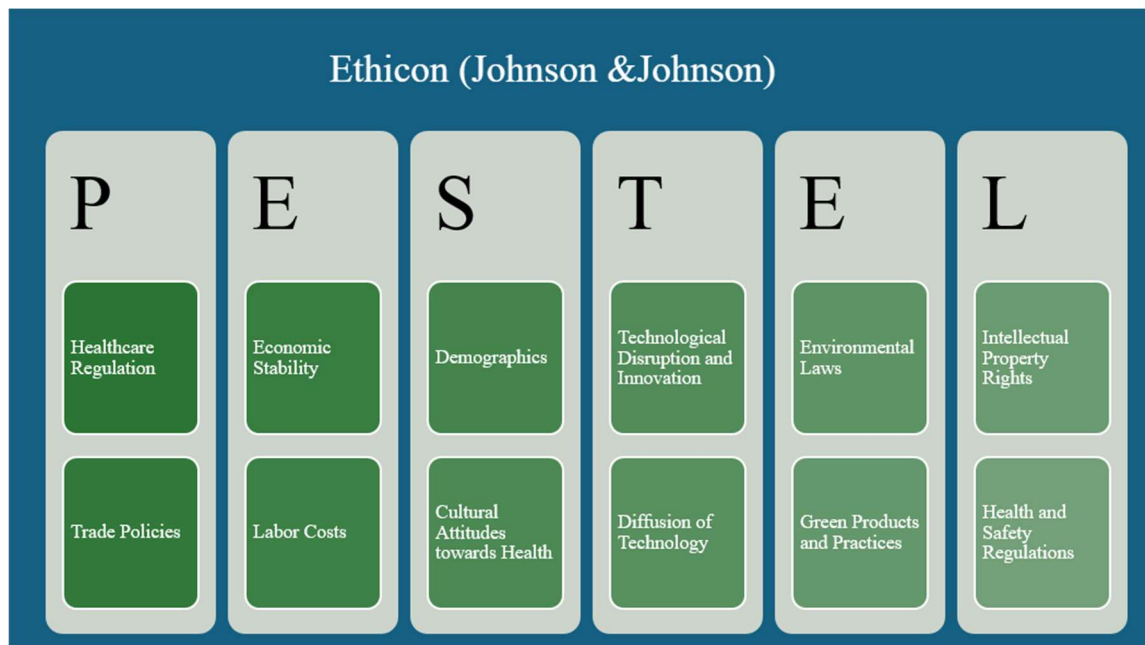 Ethicon (Johnson &Johnson)
P
Healthcare
Regulation
Trade Policies
E
Economic
Stability
Labor Costs
S
Demographics
Cultural
Attitudes
towards Health
T
Technological
Disruption and
Innovation
Diffusion of
Technology
E
Environmental
Laws
Green Products
and Practices
L
Intellectual
Property
Rights
Health and
Safety
Regulations